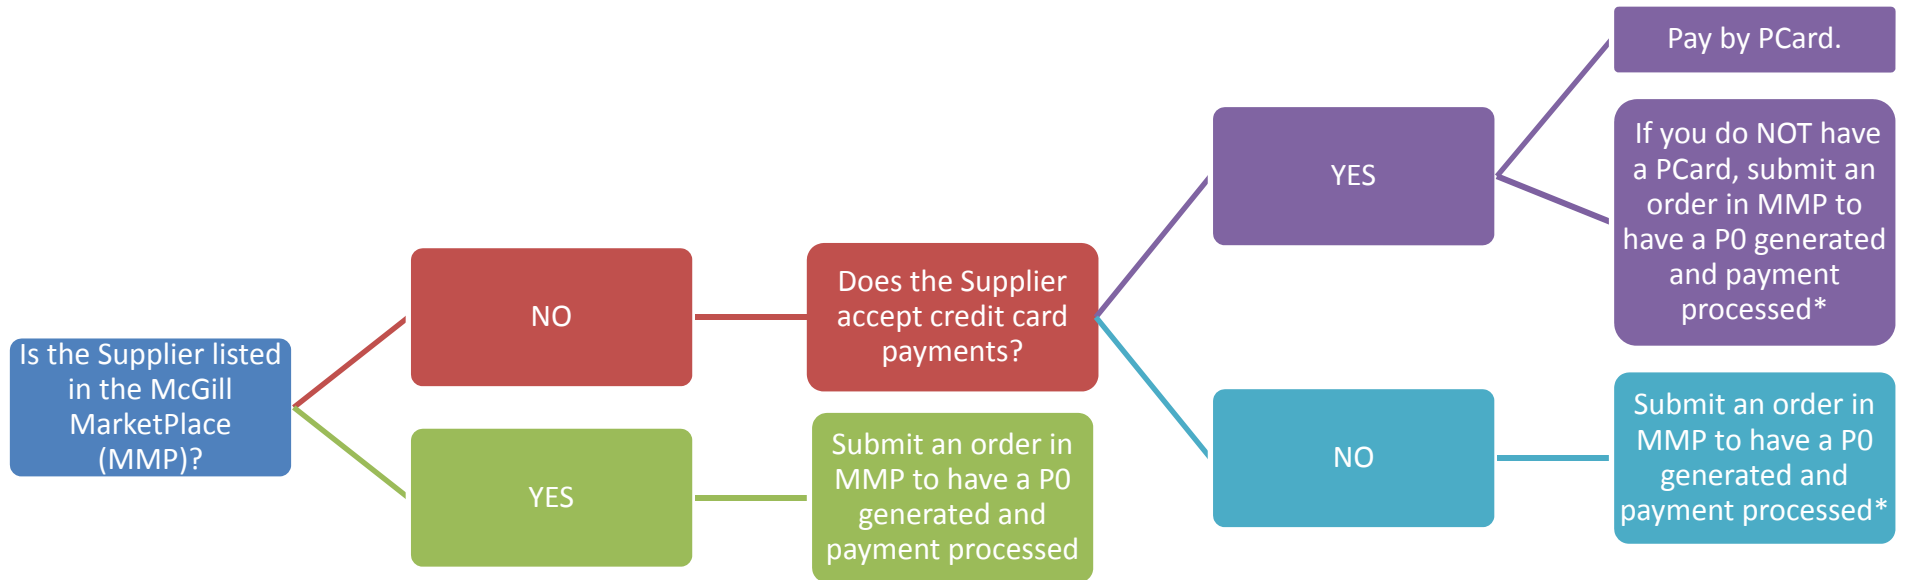 Is the Supplier listed
in the McGill
MarketPlace
(MMP)?
NO
YES
Does the Supplier
accept credit card
payments?
Submit an order in
MMP to have a P0
generated and
payment processed
YES
NO
Pay by PCard.
If you do NOT have
a PCard, submit an
order in MMP to
have a P0 generated
and payment
processed*
Submit an order in
MMP to have a P0
generated and
payment processed*